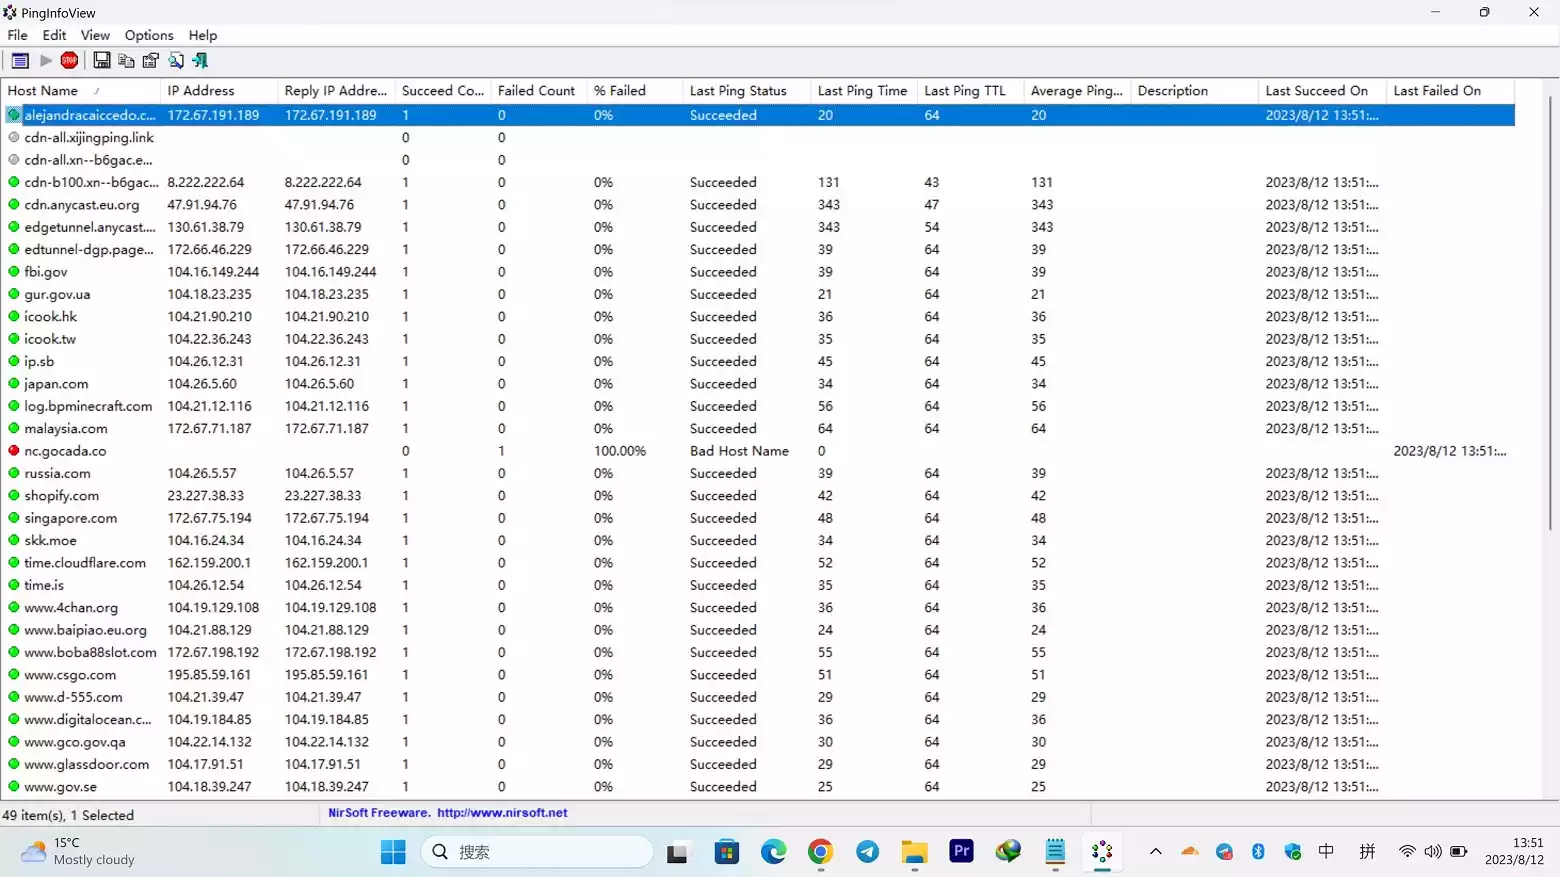 PingInfoView
File Edit View Options Help
Host Name / IP Address Reply IP Addre... Succeed Co... Failed Count % Failed Last Ping Status Last Ping Time Last Ping TTL Average Ping... Description Last Succeed On Last Failed On
alejandracaiccedo.c... 172.67.191.189 172.67.191.189 1 0 0% Succeeded 20 64 20 2023/8/12 13:51:...
cdn-all.xijingping.link 0 0
cdn-all.xn--b6gac.e... 0 0
cdn-b100.xn--b6gac... 8.222.222.64 8.222.222.64 1 0 0% Succeeded 131 43 131 2023/8/12 13:51:...
cdn.anycast.eu.org 47.91.94.76 47.91.94.76 1 0 0% Succeeded 343 47 343 2023/8/12 13:51:...
edgetunnel.anycast.... 130.61.38.79 130.61.38.79 1 0 0% Succeeded 343 54 343 2023/8/12 13:51:...
edtunnel-dgp.page... 172.66.46.229 172.66.46.229 1 0 0% Succeeded 39 64 39 2023/8/12 13:51:...
fbi.gov 104.16.149.244 104.16.149.244 1 0 0% Succeeded 39 64 39 2023/8/12 13:51:...
gur.gov.ua 104.18.23.235 104.18.23.235 1 0 0% Succeeded 21 64 21 2023/8/12 13:51:...
icook.hk 104.21.90.210 104.21.90.210 1 0 0% Succeeded 36 64 36 2023/8/12 13:51:...
icook.tw 104.22.36.243 104.22.36.243 1 0 0% Succeeded 35 64 35 2023/8/12 13:51:...
ip.sb 104.26.12.31 104.26.12.31 1 0 0% Succeeded 45 64 45 2023/8/12 13:51:...
japan.com 104.26.5.60 104.26.5.60 1 0 0% Succeeded 34 64 34 2023/8/12 13:51:...
log.bpminecraft.com 104.21.12.116 104.21.12.116 1 0 0% Succeeded 56 64 56 2023/8/12 13:51:...
malaysia.com 172.67.71.187 172.67.71.187 1 0 0% Succeeded 64 64 64 2023/8/12 13:51:...
nc.gocada.co 0 1 100.00% Bad Host Name 0 2023/8/12 13:51:...
russia.com 104.26.5.57 104.26.5.57 1 0 0% Succeeded 39 64 39 2023/8/12 13:51:...
shopify.com 23.227.38.33 23.227.38.33 1 0 0% Succeeded 42 64 42 2023/8/12 13:51:...
singapore.com 172.67.75.194 172.67.75.194 1 0 0% Succeeded 48 64 48 2023/8/12 13:51:...
skk.moe 104.16.24.34 104.16.24.34 1 0 0% Succeeded 34 64 34 2023/8/12 13:51:...
time.cloudflare.com 162.159.200.1 162.159.200.1 1 0 0% Succeeded 52 64 52 2023/8/12 13:51:...
time.is 104.26.12.54 104.26.12.54 1 0 0% Succeeded 35 64 35 2023/8/12 13:51:...
www.4chan.org 104.19.129.108 104.19.129.108 1 0 0% Succeeded 36 64 36 2023/8/12 13:51:...
www.baipiao.eu.org 104.21.88.129 104.21.88.129 1 0 0% Succeeded 24 64 24 2023/8/12 13:51:...
www.boba88slot.com 172.67.198.192 172.67.198.192 1 0 0% Succeeded 55 64 55 2023/8/12 13:51:...
www.csgo.com 195.85.59.161 195.85.59.161 1 0 0% Succeeded 51 64 51 2023/8/12 13:51:...
www.d-555.com 104.21.39.47 104.21.39.47 1 0 0% Succeeded 29 64 29 2023/8/12 13:51:...
www.digitalocean.c... 104.19.184.85 104.19.184.85 1 0 0% Succeeded 36 64 36 2023/8/12 13:51:...
www.gco.gov.qa 104.22.14.132 104.22.14.132 1 0 0% Succeeded 30 64 30 2023/8/12 13:51:...
www.glassdoor.com 104.17.91.51 104.17.91.51 1 0 0% Succeeded 29 64 29 2023/8/12 13:51:...
www.gov.se 104.18.39.247 104.18.39.247 1 0 0% Succeeded 25 64 25 2023/8/12 13:51:...
49 item(s), 1 Selected NirSoft Freeware. http://www.nirsoft.net
15°C
Mostly cloudy
搜索
Pr
中 拼
13:51
2023/8/12